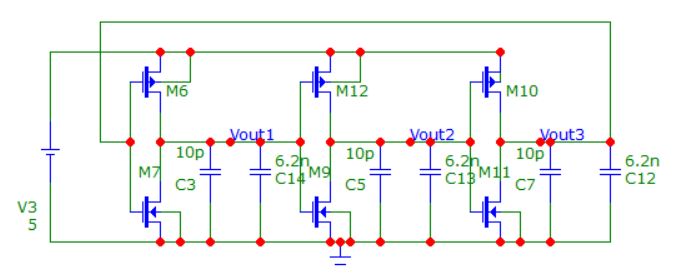 M6
M12
M10
Vout1
Vout2
Vout3
10p
6.2n
10p
6.2n
10p
6.2n
M7
C3
C14
M9
C5
C13
M11
C7
C12
V3
5